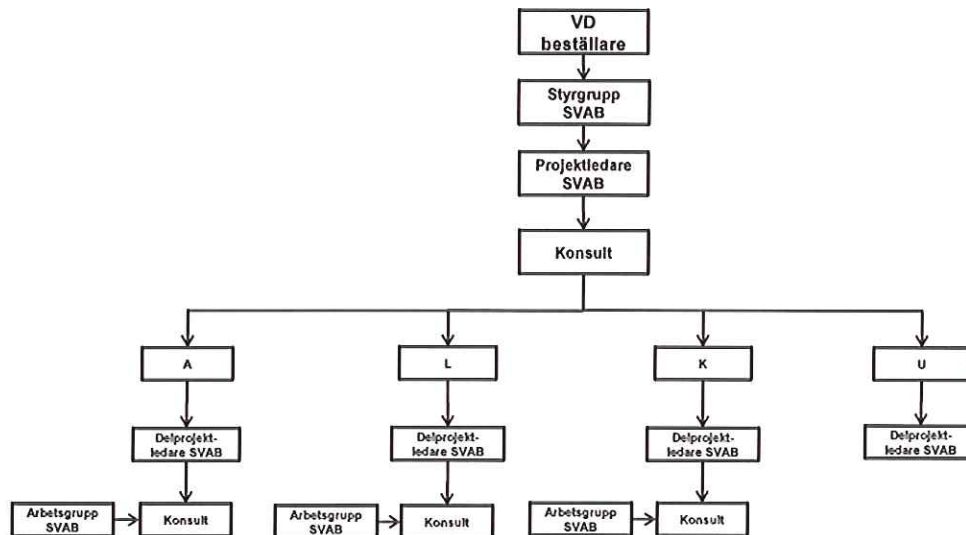 VD
beställare
Styrgrupp
SVAB
Projektledare
SVAB
Konsult
A
L
K
U
Delprojekt-
ledare SVAB
Delprojekt-
ledare SVAB
Delprojekt-
ledare SVAB
Delprojekt-
ledare SVAB
Arbetsgrupp
SVAB
Konsult
Arbetsgrupp
SVAB
Konsult
Arbetsgrupp
SVAB
Konsult